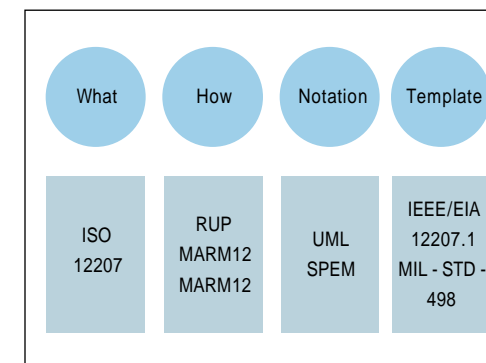 What
How
Notation
Template
ISO
12207
RUP
MARM12
MARM12
UML
SPEM
IEEE/EIA
12207.1
MIL - STD -
498